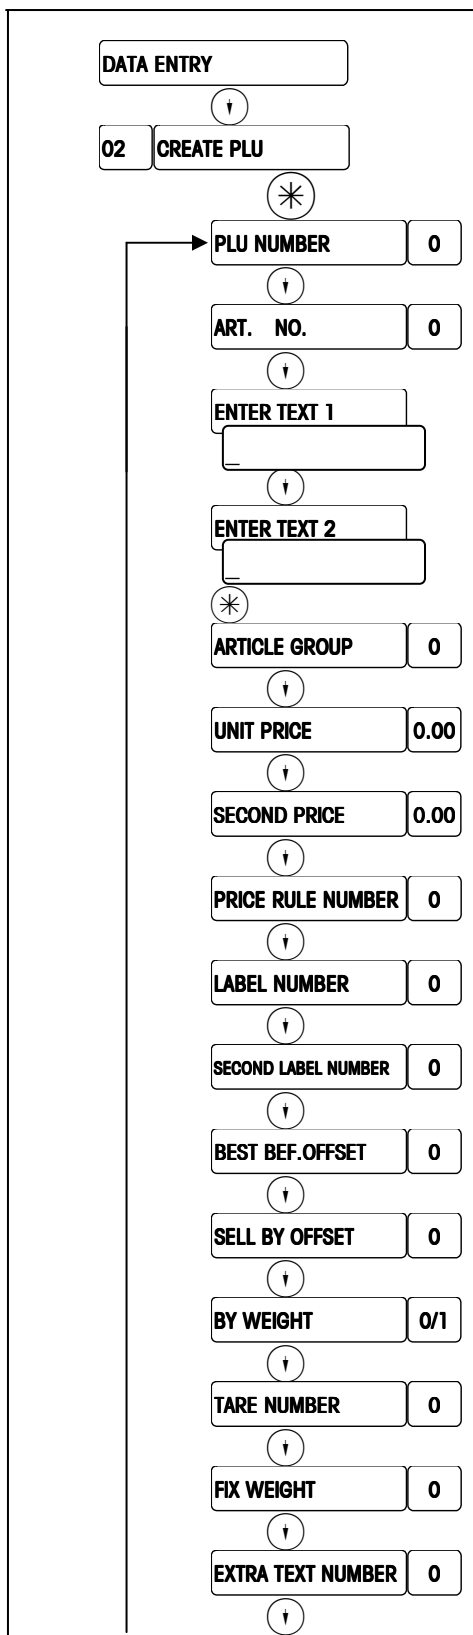 DATA ENTRY
02 CREATE PLU
PLU NUMBER 0
ART. NO. 0
ENTER TEXT 1
_
ENTER TEXT 2
_
ARTICLE GROUP 0
UNIT PRICE 0.00
SECOND PRICE 0.00
PRICE RULE NUMBER 0
LABEL NUMBER 0
SECOND LABEL NUMBER 0
BEST BEF.OFFSET 0
SELL BY OFFSET 0
BY WEIGHT 0/1
TARE NUMBER 0
FIX WEIGHT 0
EXTRA TEXT NUMBER 0